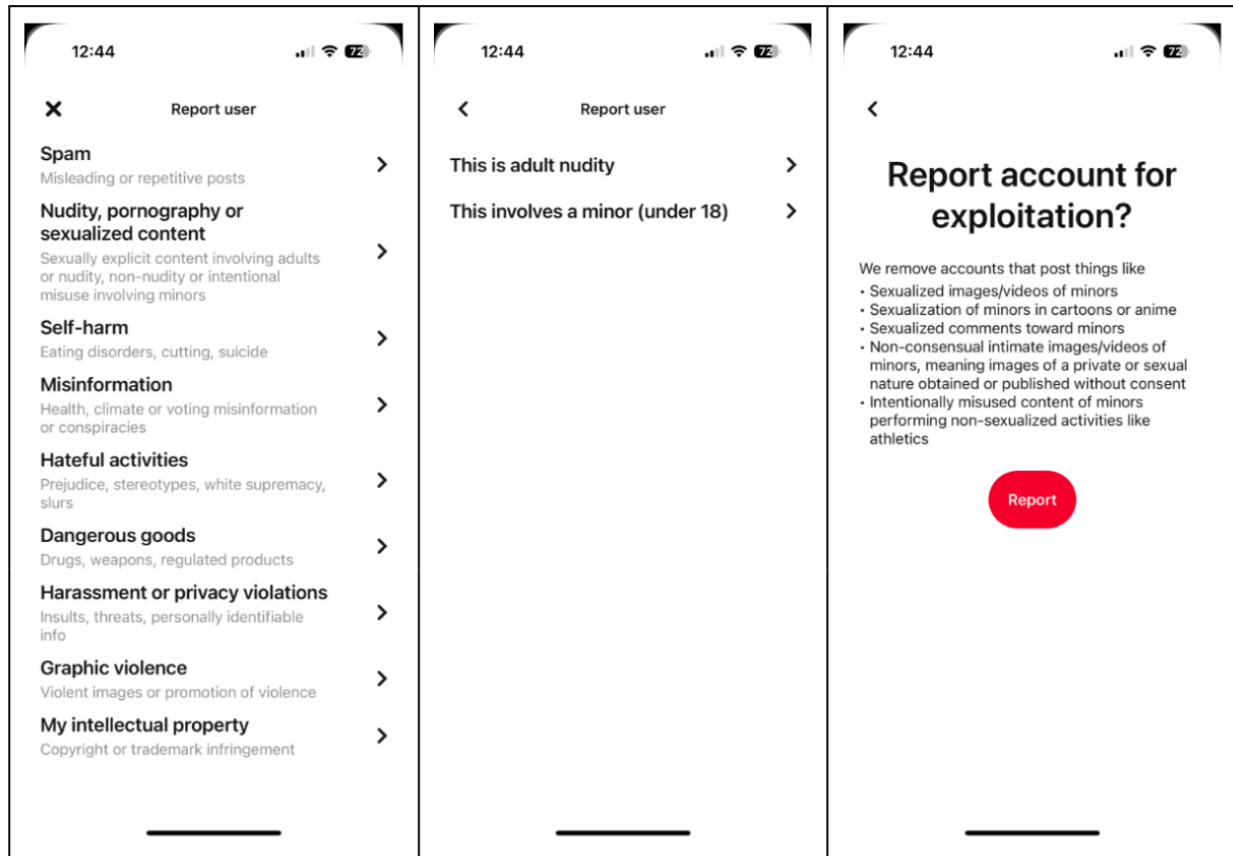 12:44
72
Report user
Spam
Misleading or repetitive posts
Nudity, pornography or
sexualized content
Sexually explicit content involving adults
or nudity, non-nudity or intentional
misuse involving minors
Self-harm
Eating disorders, cutting, suicide
Misinformation
Health, climate or voting misinformation
or conspiracies
Hateful activities
Prejudice, stereotypes, white supremacy,
slurs
Dangerous goods
Drugs, weapons, regulated products
Harassment or privacy violations
Insults, threats, personally identifiable
info
Graphic violence
Violent images or promotion of violence
My intellectual property
Copyright or trademark infringement
12:44
72
Report user
This is adult nudity
This involves a minor (under 18)
12:44
72
Report account for
exploitation?
We remove accounts that post things like
• Sexualized images/videos of minors
• Sexualization of minors in cartoons or anime
• Sexualized comments toward minors
• Non-consensual intimate images/videos of
minors, meaning images of a private or sexual
nature obtained or published without consent
• Intentionally misused content of minors
performing non-sexualized activities like
athletics
Report